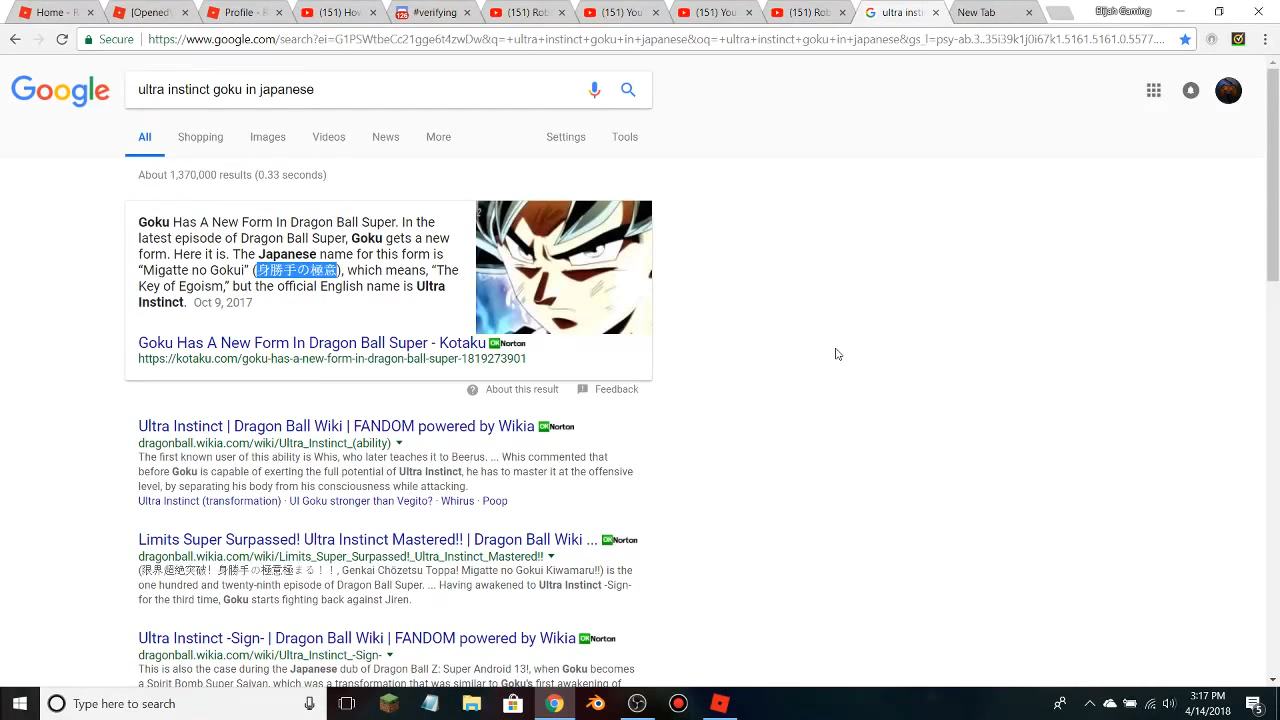 Home - R
[Opened
Profile - R
(151) How
#verifyfx
(151) Rob
(151) You
(151) You
(151) Rob
ultra insti
New Tab
Secure https://www.google.com/search?ei=G1PSWtbeCc21gge6t4zwDw&q=+ultra+instinct+goku+in+japanese&oq=+ultra+instinct+goku+in+japanese&gs_l=psy-ab.3..35i39k1j0i67k1.5161.5161.0.5577....
Google
ultra instinct goku in japanese
All Shopping Images Videos News More Settings Tools
About 1,370,000 results (0.33 seconds)
Goku Has A New Form In Dragon Ball Super. In the
latest episode of Dragon Ball Super, Goku gets a new
form. Here it is. The Japanese name for this form is
“Migatte no Gokui” (身勝手の極意), which means, “The
Key of Egoism,” but the official English name is Ultra
Instinct. Oct 9, 2017
Goku Has A New Form In Dragon Ball Super - Kotaku OK Norton
https://kotaku.com/goku-has-a-new-form-in-dragon-ball-super-1819273901
About this result Feedback
Ultra Instinct | Dragon Ball Wiki | FANDOM powered by Wikia OK Norton
dragonball.wikia.com/wiki/Ultra_Instinct_(ability)
The first known user of this ability is Whis, who later teaches it to Beerus. ... Whis commented that
before Goku is capable of exerting the full potential of Ultra Instinct, he has to master it at the offensive
level, by separating his body from his consciousness while attacking.
Ultra Instinct (transformation) · UI Goku stronger than Vegito? · Whirus · Poop
Limits Super Surpassed! Ultra Instinct Mastered!! | Dragon Ball Wiki ... OK Norton
dragonball.wikia.com/wiki/Limits_Super_Surpassed!_Ultra_Instinct_Mastered!!
(限界超絶突破！ 身勝手の極意極まる！！, Genkai Chōzetsu Toppa! Migatte no Gokui Kiwamaru!!) is the
one hundred and twenty-ninth episode of Dragon Ball Super. ... Having awakened to Ultra Instinct -Sign-
for the third time, Goku starts fighting back against Jiren.
Ultra Instinct -Sign- | Dragon Ball Wiki | FANDOM powered by Wikia OK Norton
dragonball.wikia.com/wiki/Ultra_Instinct_-Sign-
This is also the case during the Japanese dub of Dragon Ball Z: Super Android 13!, when Goku becomes
a Spirit Bomb Super Saiyan, which was a transformation that was similar to Goku's first awakening of
Type here to search
3:17 PM
4/14/2018